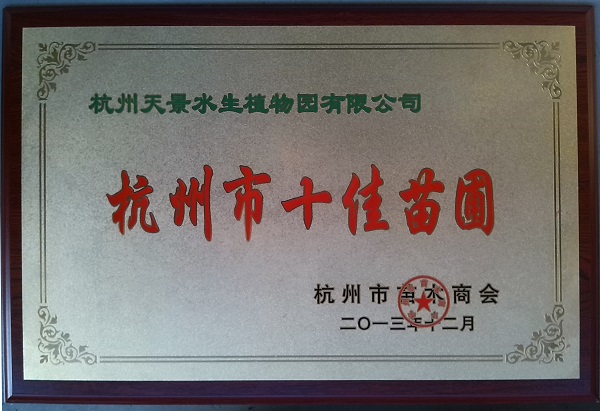 杭州天景水生植物园有限公司
杭州市十佳苗圃
杭州市苗木商会
二〇一三年十二月